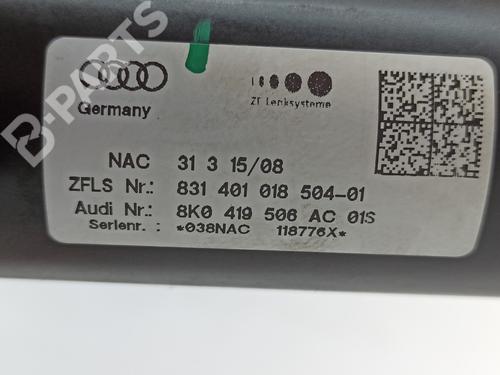 B-PARTS
Germany
ZF Lenksysteme
NAC 31 3 15/08
ZFLS Nr.: 831 401 018 504-01
Audi Nr.: 8K0 419 506 AC 01S
Serienr. : *038NAC 118776X*